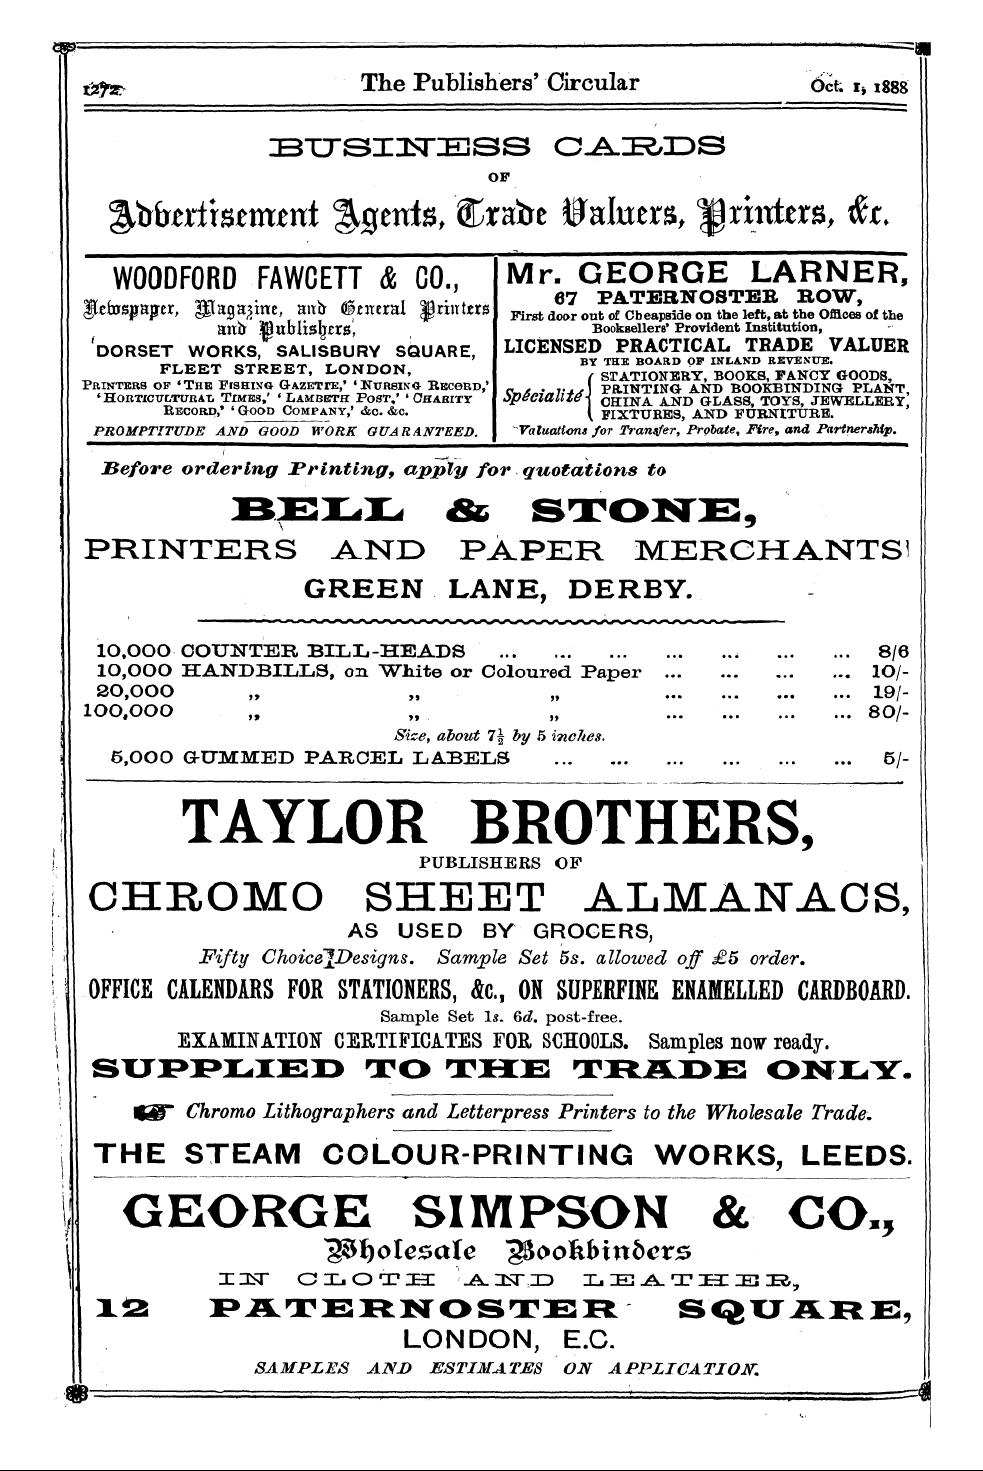 1272
The Publishers' Circular
Oct. 1, 1888
BUSINESS CARDS
OF
Advertisement Agents, Trade Valuers, Printers, &c.
WOODFORD FAWCETT & CO.,
Newspaper, Magazine, and General Printers
and Publishers,
DORSET WORKS, SALISBURY SQUARE,
FLEET STREET, LONDON,
PRINTERS OF 'THE FISHING GAZETTE,' 'NURSING RECORD,'
'HORTICULTURAL TIMES,' 'LAMBETH POST,' 'CHARITY
RECORD,' 'GOOD COMPANY,' &c. &c.
PROMPTITUDE AND GOOD WORK GUARANTEED.
Mr. GEORGE LARNER,
67 PATERNOSTER ROW,
First door out of Cheapside on the left, at the Offices of the
Booksellers' Provident Institution,
LICENSED PRACTICAL TRADE VALUER
BY THE BOARD OF INLAND REVENUE.
Spécialité
STATIONERY, BOOKS, FANCY GOODS,
PRINTING AND BOOKBINDING PLANT,
CHINA AND GLASS, TOYS, JEWELLERY,
FIXTURES, AND FURNITURE.
Valuations for Transfer, Probate, Fire, and Partnership.
Before ordering Printing, apply for quotations to
BELL & STONE,
PRINTERS AND PAPER MERCHANTS,
GREEN LANE, DERBY.
10,000 COUNTER BILL-HEADS ... ... ... ... ... ... ... 8/6
10,000 HANDBILLS, on White or Coloured Paper ... ... ... ... 10/-
20,000 ,, ,, ,, ... ... ... ... 19/-
100,000 ,, ,, ,, ... ... ... ... 80/-
Size, about 7½ by 5 inches.
5,000 GUMMED PARCEL LABELS ... ... ... ... ... ... 5/-
TAYLOR BROTHERS,
PUBLISHERS OF
CHROMO SHEET ALMANACS,
AS USED BY GROCERS,
Fifty Choice Designs. Sample Set 5s. allowed off £5 order.
OFFICE CALENDARS FOR STATIONERS, &c., ON SUPERFINE ENAMELLED CARDBOARD.
Sample Set 1s. 6d. post-free.
EXAMINATION CERTIFICATES FOR SCHOOLS. Samples now ready.
SUPPLIED TO THE TRADE ONLY.
☞ Chromo Lithographers and Letterpress Printers to the Wholesale Trade.
THE STEAM COLOUR-PRINTING WORKS, LEEDS.
GEORGE SIMPSON & CO.,
Wholesale Bookbinders
IN CLOTH AND LEATHER,
12 PATERNOSTER SQUARE,
LONDON, E.C.
SAMPLES AND ESTIMATES ON APPLICATION.